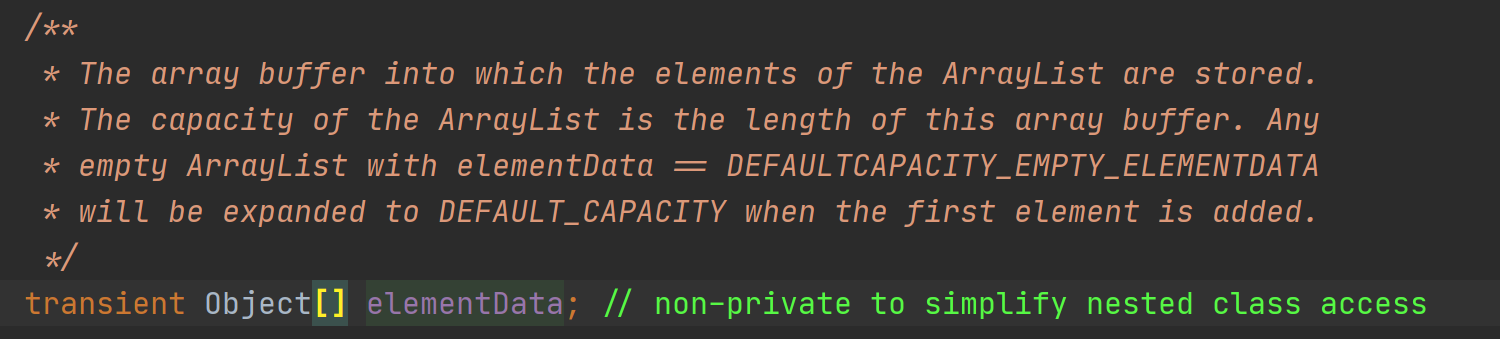 /**
* The array buffer into which the elements of the ArrayList are stored.
* The capacity of the ArrayList is the length of this array buffer. Any
* empty ArrayList with elementData == DEFAULTCAPACITY_EMPTY_ELEMENTDATA
* will be expanded to DEFAULT_CAPACITY when the first element is added.
*/
transient Object[] elementData; // non-private to simplify nested class access